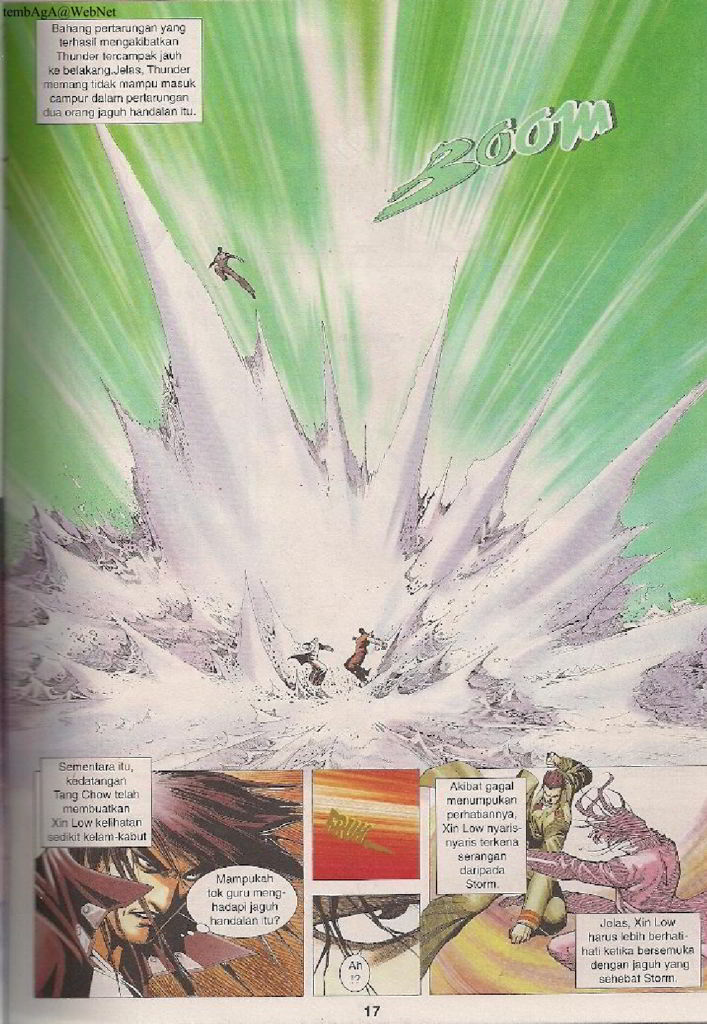 tembAgA@WebNet
Bahang pertarungan yang
terhasil mengakibatkan
Thunder tercampak jauh
ke belakang.Jelas, Thunder
memang tidak mampu masuk
campur dalam pertarungan
dua orang jaguh handalan itu.
BOOM
Sementara itu,
kedatangan
Tang Chow telah
membuatkan
Xin Low kelihatan
sedikit kelam-kabut
Mampukah
tok guru meng-
hadapi jaguh
handalan itu?
Ah
!?
Akibat gagal
menumpukan
perhatiannya,
Xin Low nyaris-
nyaris terkena
serangan
daripada
Storm.
Jelas, Xin Low
harus lebih berhati-
hati ketika bersemuka
dengan jaguh yang
sehebat Storm.
17